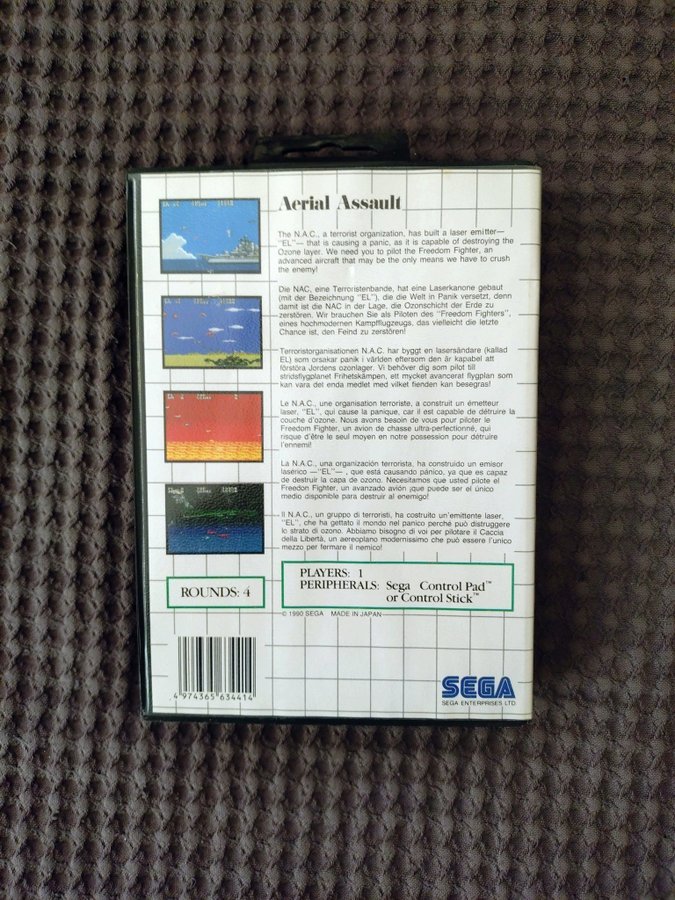 Aerial Assault
The N.A.C., a terrorist organization, has built a laser emitter—
"EL"— that is causing a panic, as it is capable of destroying the
Ozone layer. We need you to pilot the Freedom Fighter, an
advanced aircraft that may be the only means we have to crush
the enemy!
Die NAC, eine Terroristenbande, hat eine Laserkanone gebaut
(mit der Bezeichnung "EL"), die die Welt in Panik versetzt, denn
damit ist die NAC in der Lage, die Ozonschicht der Erde zu
zerstören. Wir brauchen Sie als Piloten des "Freedom Fighters",
eines hochmodernen Kampfflugzeugs, das vielleicht die letzte
Chance ist, den Feind zu zerstören!
Terroristorganisationen N.A.C. har byggt en lasersändare (kallad
EL) som orsakar panik i världen eftersom den är kapabel att
förstöra Jordens ozonlager. Vi behöver dig som pilot till
stridsflygplanet Frihetskämpen, ett mycket avancerat flygplan som
kan vara det enda medlet med vilket fienden kan besegras!
Le N.A.C., une organisation terroriste, a construit un émetteur
laser, "EL", qui cause la panique, car il est capable de détruire la
couche d'ozone. Nous avons besoin de vous pour piloter le
Freedom Fighter, un avion de chasse ultra-perfectionné, qui
risque d'être le seul moyen en notre possession pour détruire
l'ennemi!
La N.A.C., una organización terrorista, ha construido un emisor
lasérico —"EL"— , que está causando pánico, ya que es capaz
de destruir la capa de ozono. Necesitamos que usted pilote el
Freedon Fighter, un avanzado avión ¡que puede ser el único
medio disponible para destruir al enemigo!
Il N.A.C., un gruppo di terroristi, ha costruito un'emittente laser,
"EL", che ha gettato il mondo nel panico perchè può distruggere
lo strato di ozono. Abbiamo bisogno di voi per pilotare il Caccia
della Libertà, un aereoplano modernissimo che può essere l'unico
mezzo per fermare il nemico!
ROUNDS: 4
PLAYERS: 1
PERIPHERALS: Sega Control Pad™
or Control Stick™
© 1990 SEGA MADE IN JAPAN
4 974365 634414
SEGA
SEGA ENTERPRISES LTD.